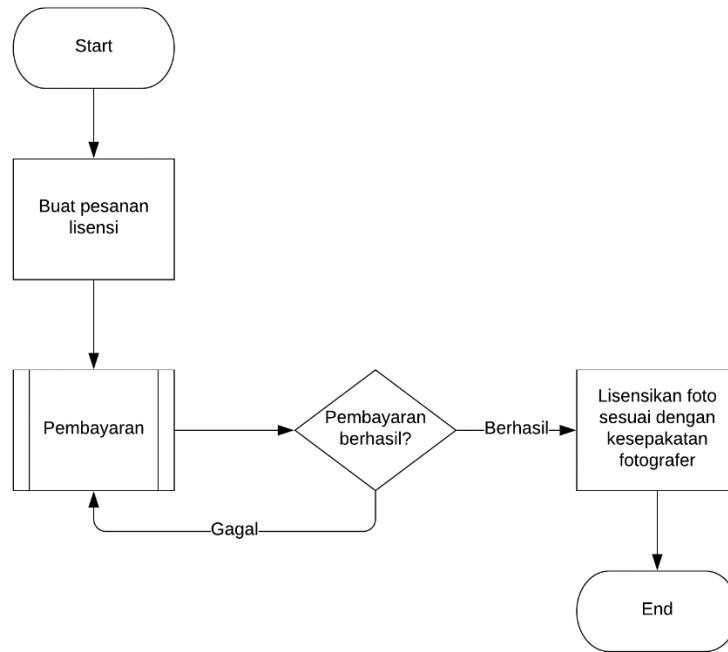 Start
Buat pesanan
lisensi
Pembayaran
Pembayaran
berhasil?
Berhasil
Lisensikan foto
sesuai dengan
kesepakatan
fotografer
Gagal
End